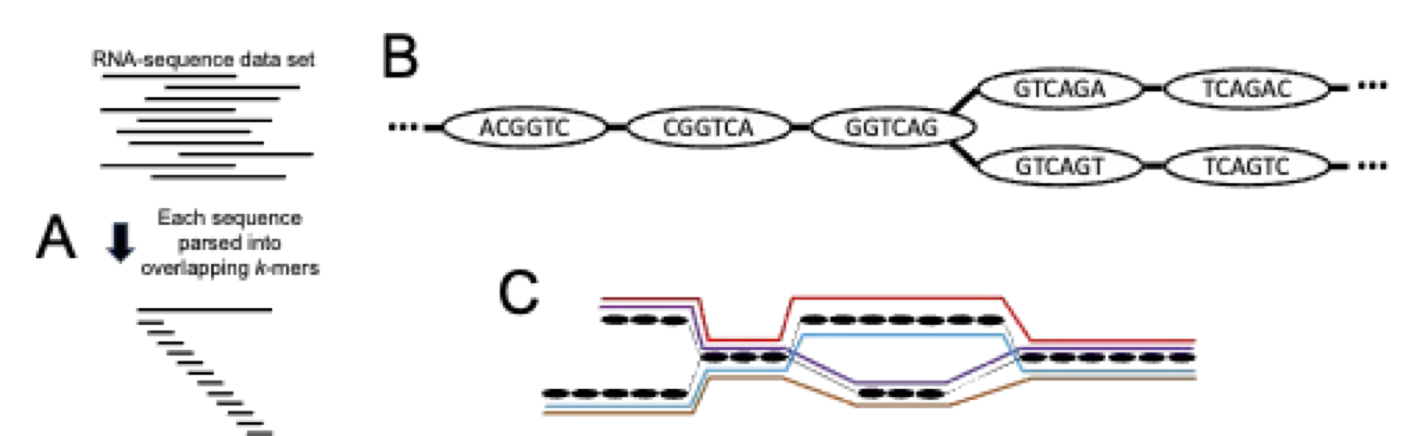 RNA-sequence data set
A
Each sequence
parsed into
overlapping k-mers
B
... ACGGTC CGGTCA GGTCAG
GTCAGA TCAGAC ...
GTCAGT TCAGTC ...
C